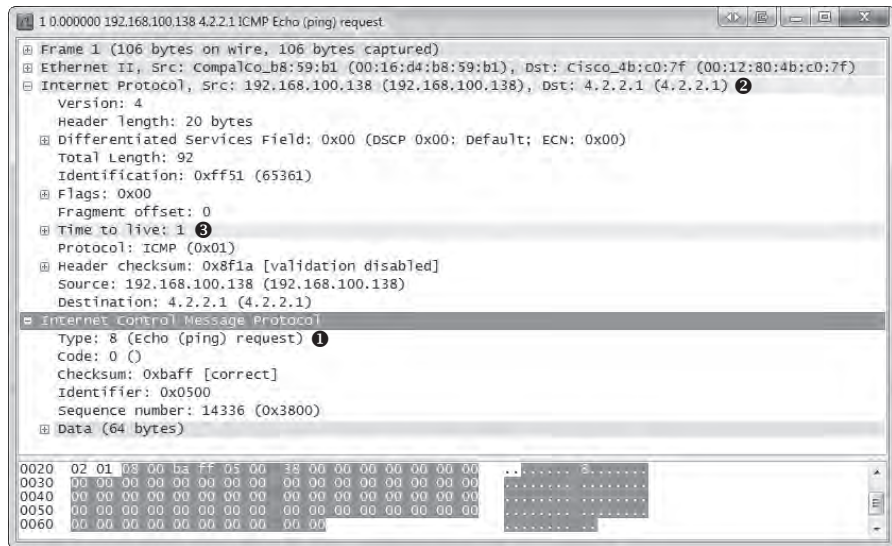 1 0.000000 192.168.100.138 4.2.2.1 ICMP Echo (ping) request
Frame 1 (106 bytes on wire, 106 bytes captured)
Ethernet II, Src: CompalCo_b8:59:b1 (00:16:d4:b8:59:b1), Dst: Cisco_4b:c0:7f (00:12:80:4b:c0:7f)
Internet Protocol, Src: 192.168.100.138 (192.168.100.138), Dst: 4.2.2.1 (4.2.2.1) ❷
Version: 4
Header length: 20 bytes
Differentiated Services Field: 0x00 (DSCP 0x00: Default; ECN: 0x00)
Total Length: 92
Identification: 0xff51 (65361)
Flags: 0x00
Fragment offset: 0
Time to live: 1 ❸
Protocol: ICMP (0x01)
Header checksum: 0x8f1a [validation disabled]
Source: 192.168.100.138 (192.168.100.138)
Destination: 4.2.2.1 (4.2.2.1)
Internet Control Message Protocol
Type: 8 (Echo (ping) request) ❶
Code: 0 ()
Checksum: 0xbaff [correct]
Identifier: 0x0500
Sequence number: 14336 (0x3800)
Data (64 bytes)
0020 02 01 08 00 ba ff 05 00 38 00 00 00 00 00 00 00 ........ 8.......
0030 00 00 00 00 00 00 00 00 00 00 00 00 00 00 00 00 ........ ........
0040 00 00 00 00 00 00 00 00 00 00 00 00 00 00 00 00 ........ ........
0050 00 00 00 00 00 00 00 00 00 00 00 00 00 00 00 00 ........ ........
0060 00 00 00 00 00 00 00 00 00 00 ........ ..